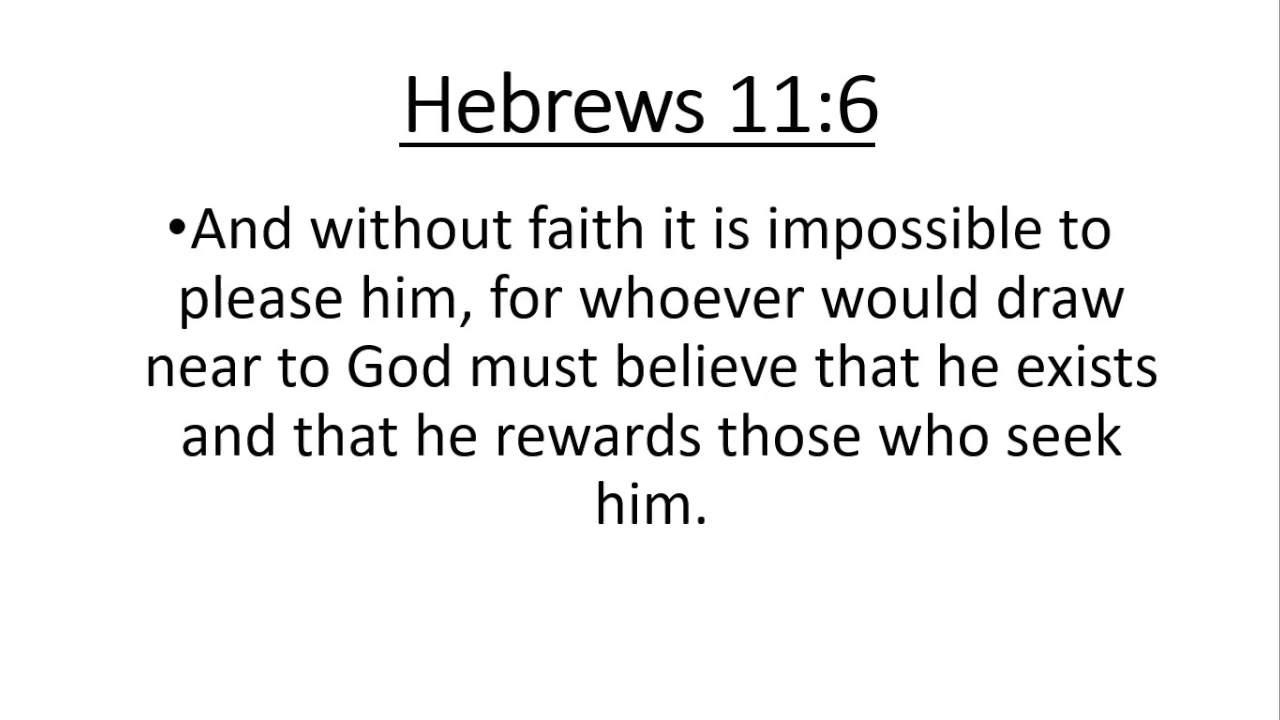 Hebrews 11:6
•And without faith it is impossible to
please him, for whoever would draw
near to God must believe that he exists
and that he rewards those who seek
him.